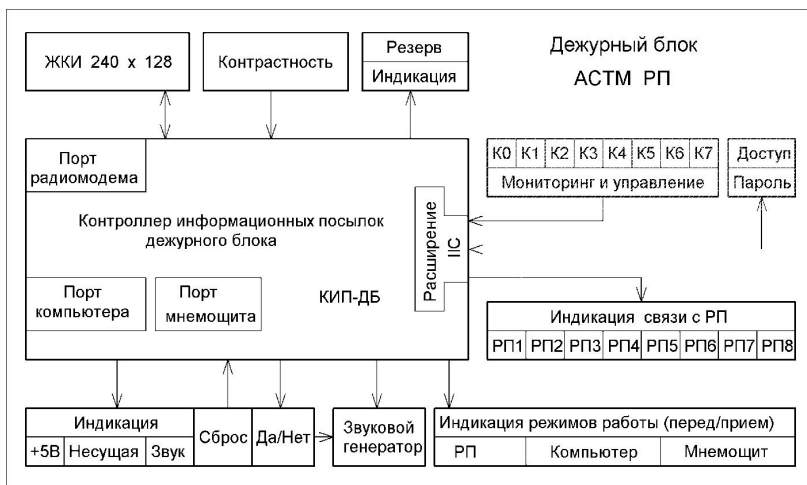 ЖКИ 240 x 128
Контрастность
Резерв
Индикация
Дежурный блок
АСТМ РП
Порт
радиомодема
К0 К1 К2 К3 К4 К5 К6 К7
Мониторинг и управление
Доступ
Пароль
Контроллер информационных посылок
дежурного блока
Расширение
IIC
Порт
компьютера
Порт
мнемощита
КИП-ДБ
Индикация связи с РП
РП1 РП2 РП3 РП4 РП5 РП6 РП7 РП8
Индикация
+5В Несущая Звук
Сброс
Да/Нет
Звуковой
генератор
Индикация режимов работы (перед/прием)
РП Компьютер Мнемощит